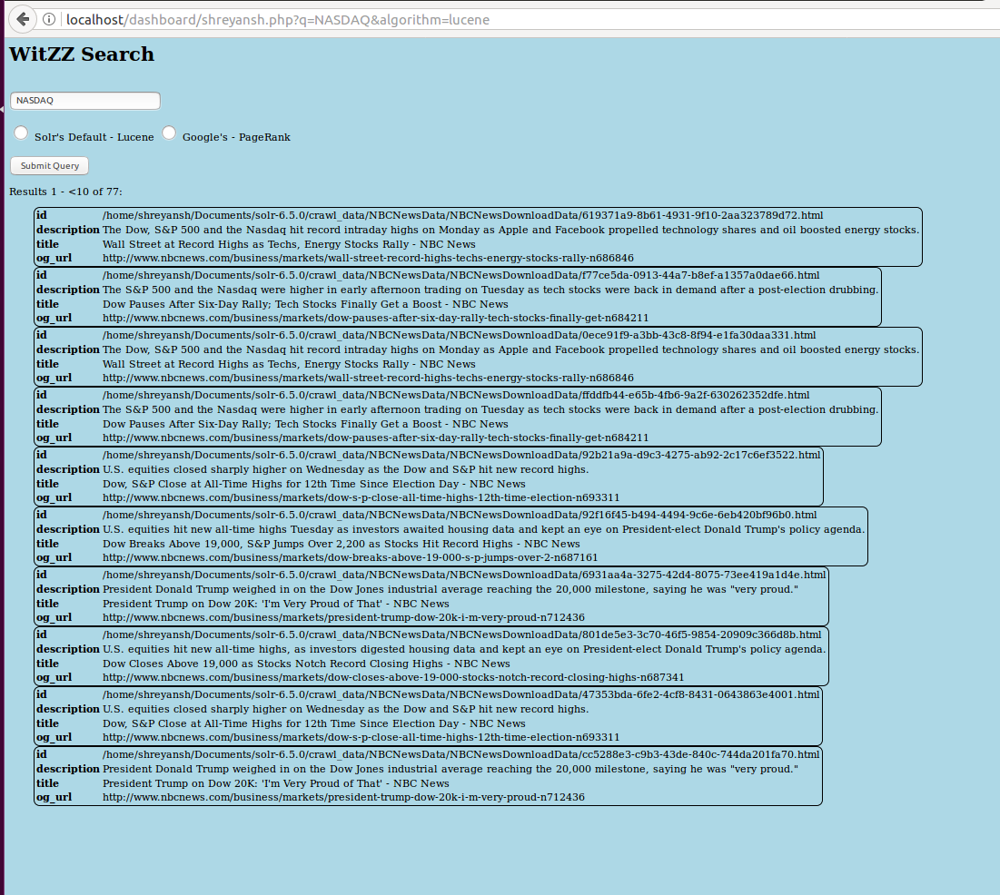 localhost/dashboard/shreyansh.php?q=NASDAQ&algorithm=lucene
WitZZ Search
NASDAQ
Solr's Default - Lucene Google's - PageRank
Submit Query
Results 1 - <10 of 77:
id /home/shreyansh/Documents/solr-6.5.0/crawl_data/NBCNewsData/NBCNewsDownloadData/619371a9-8b61-4931-9f10-2aa323789d72.html
description The Dow, S&P 500 and the Nasdaq hit record intraday highs on Monday as Apple and Facebook propelled technology shares and oil boosted energy stocks.
title Wall Street at Record Highs as Techs, Energy Stocks Rally - NBC News
og_url http://www.nbcnews.com/business/markets/wall-street-record-highs-techs-energy-stocks-rally-n686846
id /home/shreyansh/Documents/solr-6.5.0/crawl_data/NBCNewsData/NBCNewsDownloadData/f77ce5da-0913-44a7-b8ef-a1357a0dae66.html
description The S&P 500 and the Nasdaq were higher in early afternoon trading on Tuesday as tech stocks were back in demand after a post-election drubbing.
title Dow Pauses After Six-Day Rally; Tech Stocks Finally Get a Boost - NBC News
og_url http://www.nbcnews.com/business/markets/dow-pauses-after-six-day-rally-tech-stocks-finally-get-n684211
id /home/shreyansh/Documents/solr-6.5.0/crawl_data/NBCNewsData/NBCNewsDownloadData/0ece91f9-a3bb-43c8-8f94-e1fa30daa331.html
description The Dow, S&P 500 and the Nasdaq hit record intraday highs on Monday as Apple and Facebook propelled technology shares and oil boosted energy stocks.
title Wall Street at Record Highs as Techs, Energy Stocks Rally - NBC News
og_url http://www.nbcnews.com/business/markets/wall-street-record-highs-techs-energy-stocks-rally-n686846
id /home/shreyansh/Documents/solr-6.5.0/crawl_data/NBCNewsData/NBCNewsDownloadData/ffddfb44-e65b-4fb6-9a2f-630262352dfe.html
description The S&P 500 and the Nasdaq were higher in early afternoon trading on Tuesday as tech stocks were back in demand after a post-election drubbing.
title Dow Pauses After Six-Day Rally; Tech Stocks Finally Get a Boost - NBC News
og_url http://www.nbcnews.com/business/markets/dow-pauses-after-six-day-rally-tech-stocks-finally-get-n684211
id /home/shreyansh/Documents/solr-6.5.0/crawl_data/NBCNewsData/NBCNewsDownloadData/92b21a9a-d9c3-4275-ab92-2c17c6ef3522.html
description U.S. equities closed sharply higher on Wednesday as the Dow and S&P hit new record highs.
title Dow, S&P Close at All-Time Highs for 12th Time Since Election Day - NBC News
og_url http://www.nbcnews.com/business/markets/dow-s-p-close-all-time-highs-12th-time-election-n693311
id /home/shreyansh/Documents/solr-6.5.0/crawl_data/NBCNewsData/NBCNewsDownloadData/92f16f45-b494-4494-9c6e-6eb420bf96b0.html
description U.S. equities hit new all-time highs Tuesday as investors awaited housing data and kept an eye on President-elect Donald Trump's policy agenda.
title Dow Breaks Above 19,000, S&P Jumps Over 2,200 as Stocks Hit Record Highs - NBC News
og_url http://www.nbcnews.com/business/markets/dow-breaks-above-19-000-s-p-jumps-over-2-n687161
id /home/shreyansh/Documents/solr-6.5.0/crawl_data/NBCNewsData/NBCNewsDownloadData/6931aa4a-3275-42d4-8075-73ee419a1d4e.html
description President Donald Trump weighed in on the Dow Jones industrial average reaching the 20,000 milestone, saying he was "very proud."
title President Trump on Dow 20K: 'I'm Very Proud of That' - NBC News
og_url http://www.nbcnews.com/business/markets/president-trump-dow-20k-i-m-very-proud-n712436
id /home/shreyansh/Documents/solr-6.5.0/crawl_data/NBCNewsData/NBCNewsDownloadData/801de5e3-3c70-46f5-9854-20909c366d8b.html
description U.S. equities hit new all-time highs, as investors digested housing data and kept an eye on President-elect Donald Trump's policy agenda.
title Dow Closes Above 19,000 as Stocks Notch Record Closing Highs - NBC News
og_url http://www.nbcnews.com/business/markets/dow-closes-above-19-000-stocks-notch-record-closing-highs-n687341
id /home/shreyansh/Documents/solr-6.5.0/crawl_data/NBCNewsData/NBCNewsDownloadData/47353bda-6fe2-4cf8-8431-0643863e4001.html
description U.S. equities closed sharply higher on Wednesday as the Dow and S&P hit new record highs.
title Dow, S&P Close at All-Time Highs for 12th Time Since Election Day - NBC News
og_url http://www.nbcnews.com/business/markets/dow-s-p-close-all-time-highs-12th-time-election-n693311
id /home/shreyansh/Documents/solr-6.5.0/crawl_data/NBCNewsData/NBCNewsDownloadData/cc5288e3-c9b3-43de-840c-744da201fa70.html
description President Donald Trump weighed in on the Dow Jones industrial average reaching the 20,000 milestone, saying he was "very proud."
title President Trump on Dow 20K: 'I'm Very Proud of That' - NBC News
og_url http://www.nbcnews.com/business/markets/president-trump-dow-20k-i-m-very-proud-n712436